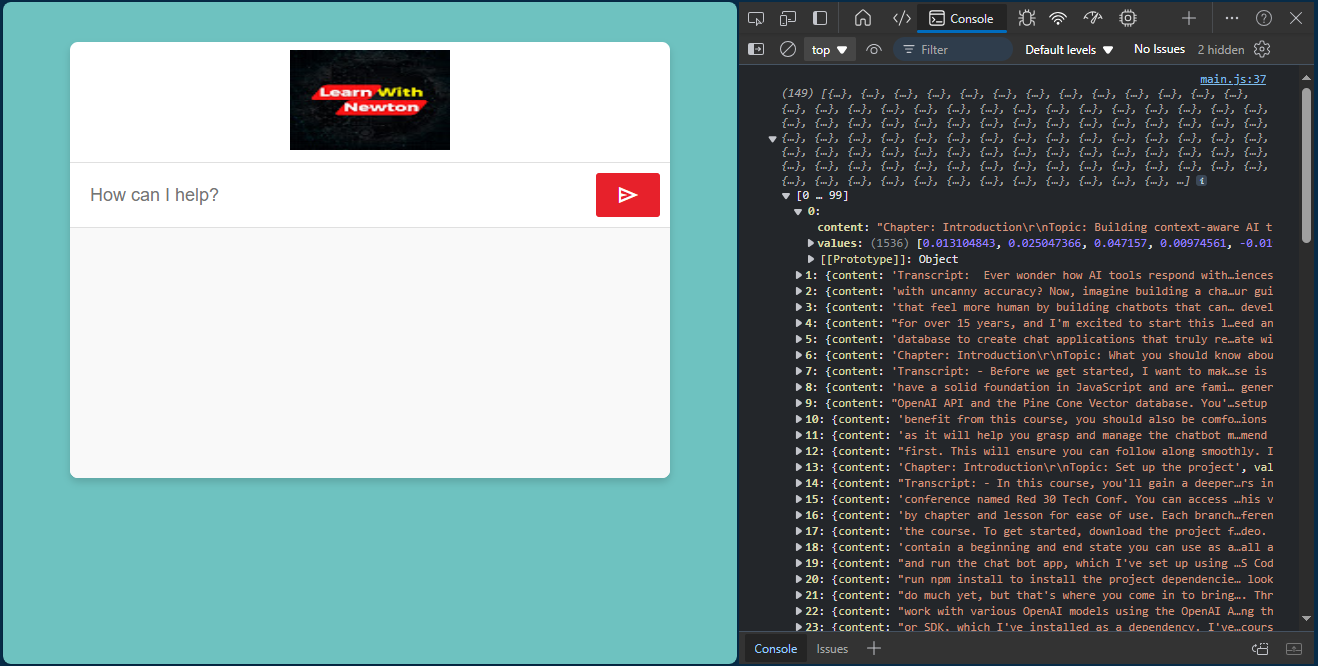 Learn With
Newton
How can I help?
Console
top
Filter
Default levels
No Issues
2 hidden
main.js:37
(149) [{…}, {…}, {…}, {…}, {…}, {…}, {…}, {…}, {…}, {…}, {…}, {…}, {…},
{…}, {…}, {…}, {…}, {…}, {…}, {…}, {…}, {…}, {…}, {…}, {…}, {…}, {…}, {…},
{…}, {…}, {…}, {…}, {…}, {…}, {…}, {…}, {…}, {…}, {…}, {…}, {…}, {…}, {…},
{…}, {…}, {…}, {…}, {…}, {…}, {…}, {…}, {…}, {…}, {…}, {…}, {…}, {…}, {…},
{…}, {…}, {…}, {…}, {…}, {…}, {…}, {…}, {…}, {…}, {…}, {…}, {…}, {…}, {…},
{…}, {…}, {…}, {…}, {…}, {…}, {…}, {…}, {…}, {…}, {…}, {…}, {…}, {…}, {…},
{…}, {…}, {…}, {…}, {…}, {…}, {…}, {…}, {…}, {…}, {…}, {…}, …] i
[0 … 99]
0:
content: "Chapter: Introduction\r\nTopic: Building context-aware AI t
values: (1536) [0.013104843, 0.025047366, 0.047157, 0.00974561, -0.01
[[Prototype]]: Object
1: {content: 'Transcript:  Ever wonder how AI tools respond with…iences
2: {content: 'with uncanny accuracy? Now, imagine building a cha…ur gui
3: {content: 'that feel more human by building chatbots that can… devel
4: {content: "for over 15 years, and I'm excited to start this l…eed an
5: {content: 'database to create chat applications that truly re…ate wi
6: {content: 'Chapter: Introduction\r\nTopic: What you should know abou
7: {content: 'Transcript: - Before we get started, I want to mak…se is
8: {content: 'have a solid foundation in JavaScript and are fami… gener
9: {content: "OpenAI API and the Pine Cone Vector database. You'…setup
10: {content: 'benefit from this course, you should also be comfo…ions
11: {content: 'as it will help you grasp and manage the chatbot m…mend
12: {content: "first. This will ensure you can follow along smoothly. I
13: {content: 'Chapter: Introduction\r\nTopic: Set up the project', val
14: {content: "Transcript: - In this course, you'll gain a deeper…rs in
15: {content: 'conference named Red 30 Tech Conf. You can access …his v
16: {content: 'by chapter and lesson for ease of use. Each branch…feren
17: {content: 'the course. To get started, download the project f…deo.
18: {content: 'contain a beginning and end state you can use as a…all a
19: {content: "and run the chat bot app, which I've set up using …S Cod
20: {content: "run npm install to install the project dependencie… look
21: {content: "do much yet, but that's where you come in to bring…. Thr
22: {content: "work with various OpenAI models using the OpenAI A…ng th
23: {content: "or SDK, which I've installed as a dependency. I've…cours
Console
Issues